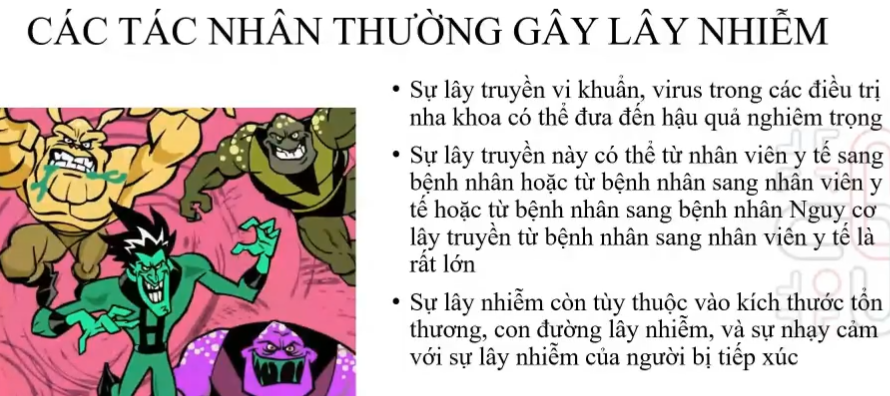 CÁC TÁC NHÂN THƯỜNG GÂY LÂY NHIỄM
• Sự lây truyền vi khuẩn, virus trong các điều trị
nha khoa có thể đưa đến hậu quả nghiêm trọng
• Sự lây truyền này có thể từ nhân viên y tế sang
bệnh nhân hoặc từ bệnh nhân sang nhân viên y
tế hoặc từ bệnh nhân sang bệnh nhân Nguy cơ
lây truyền từ bệnh nhân sang nhân viên y tế là
rất lớn
• Sự lây nhiễm còn tùy thuộc vào kích thước tổn
thương, con đường lây nhiễm, và sự nhạy cảm
với sự lây nhiễm của người bị tiếp xúc